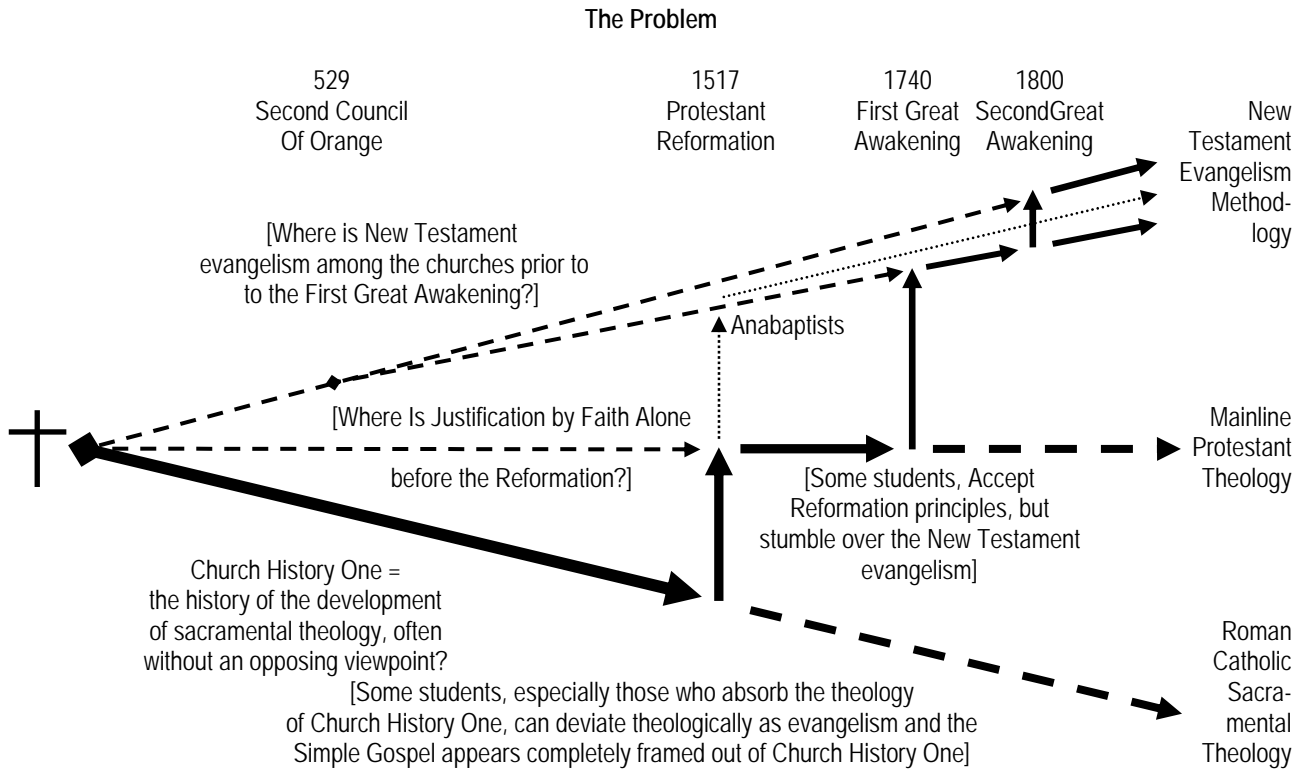 The Problem
529
Second Council
Of Orange
1517
Protestant
Reformation
1740
First Great
Awakening
1800
SecondGreat
Awakening
New
Testament
Evangelism
Method-
logy
[Where is New Testament
evangelism among the churches prior to
to the First Great Awakening?]
Anabaptists
[Where Is Justification by Faith Alone
before the Reformation?]
Mainline
Protestant
Theology
[Some students, Accept
Reformation principles, but
stumble over the New Testament
evangelism]
Church History One =
the history of the development
of sacramental theology, often
without an opposing viewpoint?
[Some students, especially those who absorb the theology
of Church History One, can deviate theologically as evangelism and the
Simple Gospel appears completely framed out of Church History One]
Roman
Catholic
Sacra-
mental
Theology